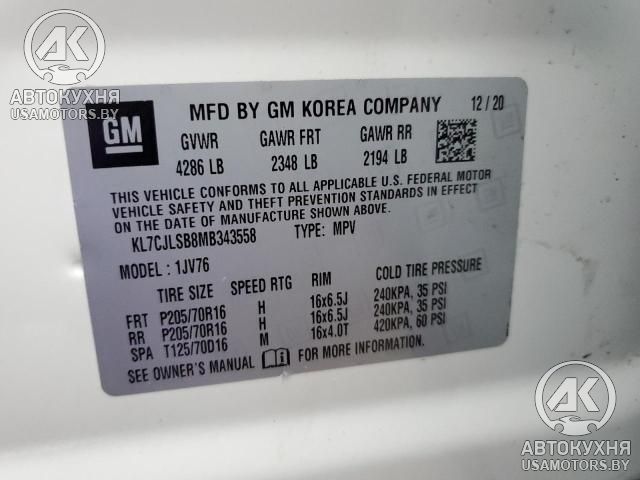 АВТОКУХНЯ
USAMOTORS.BY
АВТОКУХНЯ
USAMOTORS.BY
GM
MFD BY GM KOREA COMPANY 12/20
GVWR GAWR FRT GAWR RR
4286 LB 2348 LB 2194 LB
THIS VEHICLE CONFORMS TO ALL APPLICABLE U.S. FEDERAL MOTOR
VEHICLE SAFETY AND THEFT PREVENTION STANDARDS IN EFFECT
ON THE DATE OF MANUFACTURE SHOWN ABOVE.
KL7CJLSB8MB343558 TYPE: MPV
MODEL : 1JV76
TIRE SIZE SPEED RTG RIM COLD TIRE PRESSURE
FRT P205/70R16 H 16x6.5J 240KPA, 35 PSI
RR P205/70R16 H 16x6.5J 240KPA, 35 PSI
SPA T125/70D16 M 16x4.0T 420KPA, 60 PSI
SEE OWNER'S MANUAL FOR MORE INFORMATION.
АВТОКУХНЯ
USAMOTORS.BY